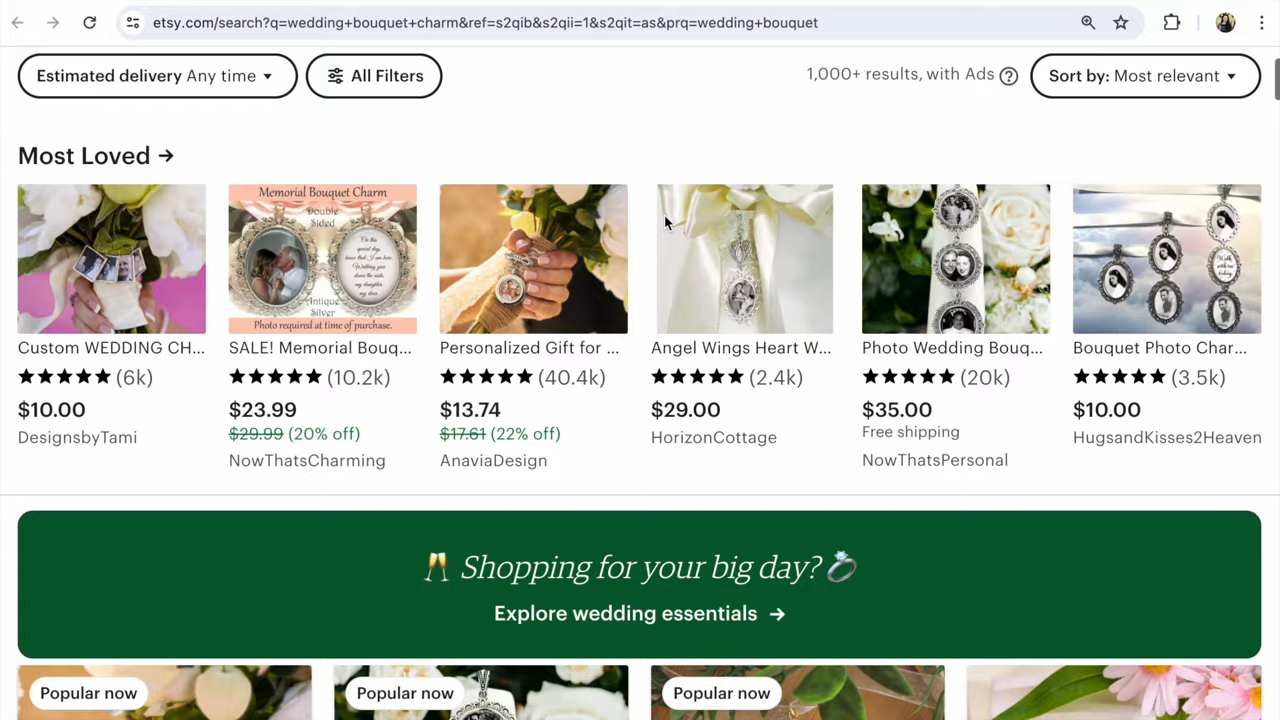 etsy.com/search?q=wedding+bouquet+charm&ref=s2qib&s2qii=1&s2qit=as&prq=wedding+bouquet
Estimated delivery Any time
All Filters
1,000+ results, with Ads
Sort by: Most relevant
Most Loved →
Memorial Bouquet Charm
Double
Sided
Antique
Silver
Photo required at time of purchase.
Custom WEDDING CH...
SALE! Memorial Bouq...
Personalized Gift for ...
Angel Wings Heart W...
Photo Wedding Bouq...
Bouquet Photo Char...
★★★★★ (6k)
★★★★★ (10.2k)
★★★★★ (40.4k)
★★★★★ (2.4k)
★★★★★ (20k)
★★★★★ (3.5k)
$10.00
$23.99
$13.74
$29.00
$35.00
$10.00
DesignsbyTami
$29.99 (20% off)
$17.61 (22% off)
HorizonCottage
Free shipping
HugsandKisses2Heaven
NowThatsCharming
AnaviaDesign
NowThatsPersonal
🥂 Shopping for your big day? 💍
Explore wedding essentials →
Popular now
Popular now
Popular now